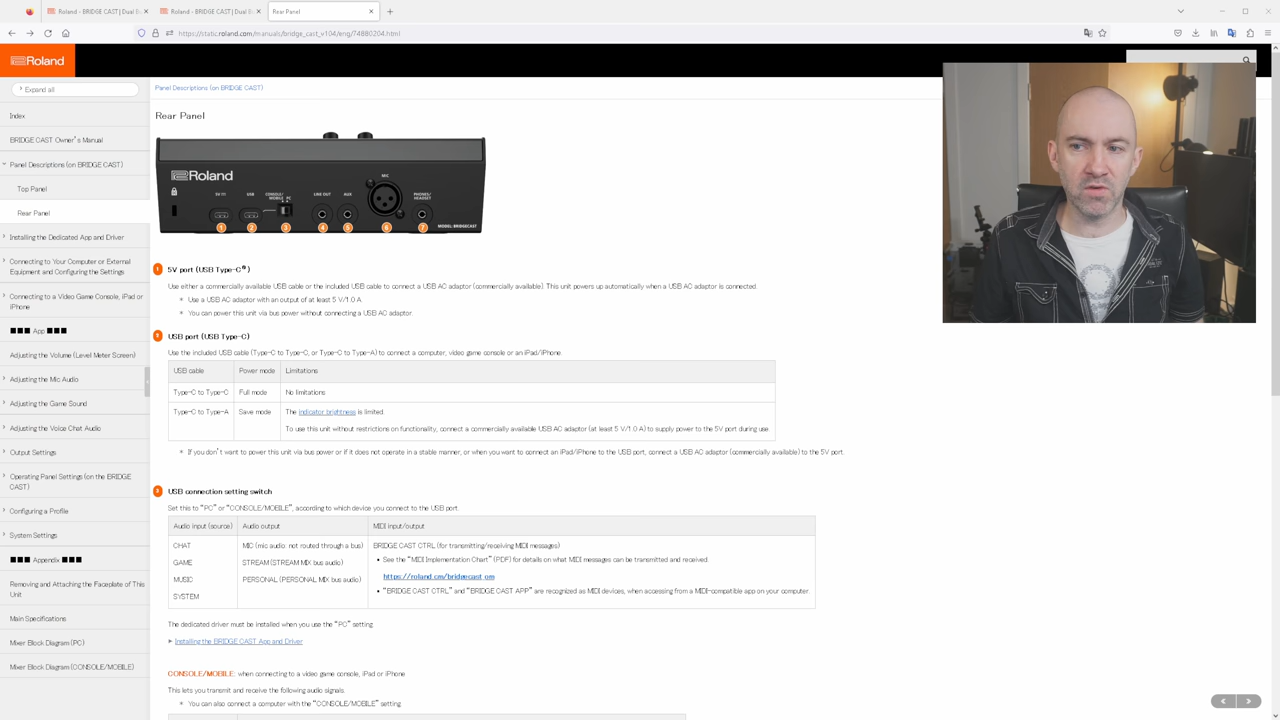 Roland - BRIDGE CAST | Dual B
Roland - BRIDGE CAST | Dual B
Rear Panel
https://static.roland.com/manuals/bridge_cast_v104/eng/74880204.html
Roland
Expand all
Panel Descriptions (on BRIDGE CAST)
Index
BRIDGE CAST Owner's Manual
Panel Descriptions (on BRIDGE CAST)
Top Panel
Rear Panel
Installing the Dedicated App and Driver
Connecting to Your Computer or External
Equipment and Configuring the Settings
Connecting to a Video Game Console, iPad or
iPhone
■■■ App ■■■
Adjusting the Volume (Level Meter Screen)
Adjusting the Mic Audio
Adjusting the Game Sound
Adjusting the Voice Chat Audio
Output Settings
Operating Panel Settings (on the BRIDGE
CAST)
Configuring a Profile
System Settings
■■■ Appendix ■■■
Removing and Attaching the Faceplate of This
Unit
Main Specifications
Mixer Block Diagram (PC)
Mixer Block Diagram (CONSOLE/MOBILE)
Rear Panel
Roland
5V
USB
CONSOLE/
MOBILE PC
LINE OUT
AUX
MIC
PHONES/
HEADSET
MODEL: BRIDGECAST
1 2 3 4 5 6 7
1 5V port (USB Type-C®)
Use either a commercially available USB cable or the included USB cable to connect a USB AC adaptor (commercially available). This unit powers up automatically when a USB AC adaptor is connected.
* Use a USB AC adaptor with an output of at least 5 V/1.0 A.
* You can power this unit via bus power without connecting a USB AC adaptor.
2 USB port (USB Type-C)
Use the included USB cable (Type-C to Type-C, or Type-C to Type-A) to connect a computer, video game console or an iPad/iPhone.
USB cable Power mode Limitations
Type-C to Type-C Full mode No limitations
Type-C to Type-A Save mode The indicator brightness is limited
To use this unit without restrictions on functionality, connect a commercially available USB AC adaptor (at least 5 V/1.0 A) to supply power to the 5V port during use.
* If you don't want to power this unit via bus power or if it does not operate in a stable manner, or when you want to connect an iPad/iPhone to the USB port, connect a USB AC adaptor (commercially available) to the 5V port.
3 USB connection setting switch
Set this to "PC" or "CONSOLE/MOBILE", according to which device you connect to the USB port.
Audio input (source) Audio output MIDI input/output
CHAT MIC (mic audio: not routed through a bus) BRIDGE CAST CTRL (for transmitting/receiving MIDI messages)
GAME STREAM (STREAM MIX bus audio) • See the "MIDI Implementation Chart" (PDF) for details on what MIDI messages can be transmitted and received.
MUSIC PERSONAL (PERSONAL MIX bus audio) https://roland.cm/bridgecast_om
SYSTEM • "BRIDGE CAST CTRL" and "BRIDGE CAST APP" are recognized as MIDI devices, when accessing from a MIDI-compatible app on your computer.
The dedicated driver must be installed when you use the "PC" setting
Installing the BRIDGE CAST App and Driver
CONSOLE/MOBILE: when connecting to a video game console, iPad or iPhone
This lets you transmit and receive the following audio signals.
* You can also connect a computer with the "CONSOLE/MOBILE" setting.